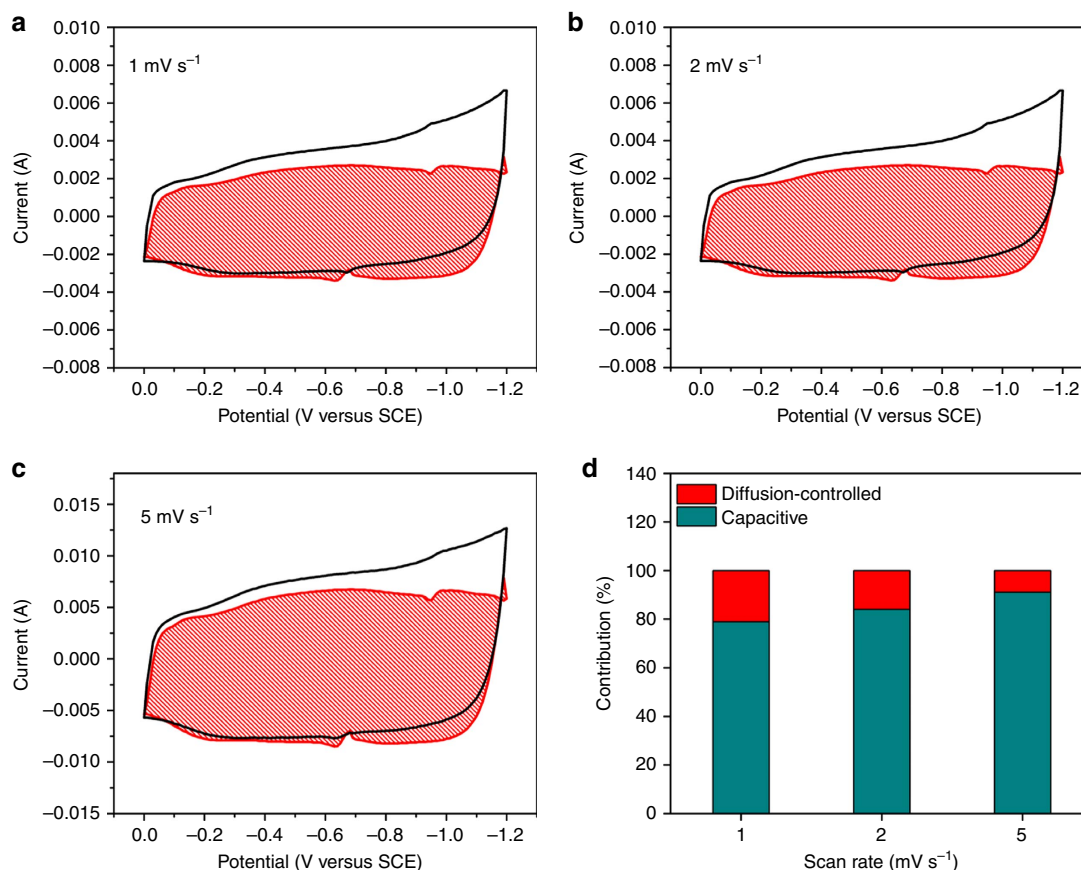 a
1 mV s⁻¹
0.010
0.008
0.006
0.004
0.002
0.000
–0.002
–0.004
–0.006
–0.008
Current (A)
0.0 –0.2 –0.4 –0.6 –0.8 –1.0 –1.2
Potential (V versus SCE)
b
2 mV s⁻¹
0.010
0.008
0.006
0.004
0.002
0.000
–0.002
–0.004
–0.006
–0.008
Current (A)
0.0 –0.2 –0.4 –0.6 –0.8 –1.0 –1.2
Potential (V versus SCE)
c
5 mV s⁻¹
0.015
0.010
0.005
0.000
–0.005
–0.010
–0.015
Current (A)
0.0 –0.2 –0.4 –0.6 –0.8 –1.0 –1.2
Potential (V versus SCE)
d
Diffusion-controlled
Capacitive
140
120
100
80
60
40
20
0
Contribution (%)
1 2 5
Scan rate (mV s⁻¹)